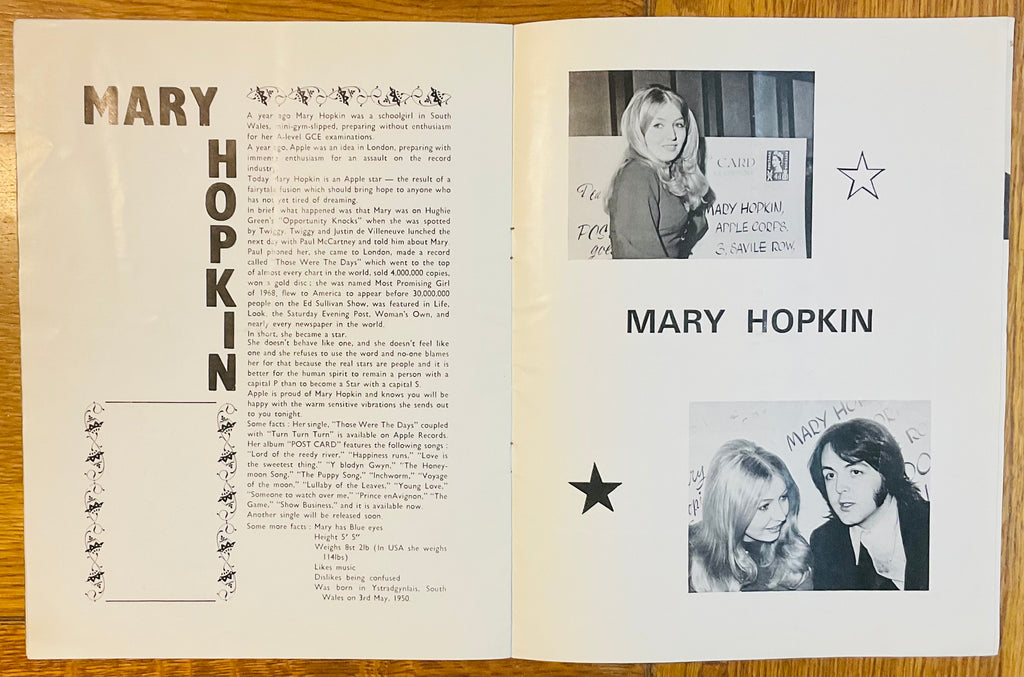 MARY
HOPKIN
A year ago Mary Hopkin was a schoolgirl in South
Wales, mini-gym-slipped, preparing without enthusiasm
for her A-level GCE examinations.
A year ago, Apple was an idea in London, preparing with
immense enthusiasm for an assault on the record
industry.
Today Mary Hopkin is an Apple star — the result of a
fairytale fusion which should bring hope to anyone who
has not yet tired of dreaming.
In brief what happened was that Mary was on Hughie
Green's "Opportunity Knocks" when she was spotted
by Twiggy. Twiggy and Justin de Villeneuve lunched the
next day with Paul McCartney and told him about Mary.
Paul phoned her, she came to London, made a record
called "Those Were The Days" which went to the top
of almost every chart in the world, sold 4,000,000 copies,
won a gold disc ; she was named Most Promising Girl
of 1968, flew to America to appear before 30,000,000
people on the Ed Sullivan Show, was featured in Life,
Look, the Saturday Evening Post, Woman's Own, and
nearly every newspaper in the world.
In short, she became a star.
She doesn't behave like one, and she doesn't feel like
one and she refuses to use the word and no-one blames
her for that because the real stars are people and it is
better for the human spirit to remain a person with a
capital P than to become a Star with a capital S.
Apple is proud of Mary Hopkin and knows you will be
happy with the warm sensitive vibrations she sends out
to you tonight.
Some facts : Her single, "Those Were The Days" coupled
with "Turn Turn Turn" is available on Apple Records.
Her album "POST CARD" features the following songs :
"Lord of the reedy river," "Happiness runs," "Love is
the sweetest thing," "Y blodyn Gwyn," "The Honey-
moon Song," "The Puppy Song," "Inchworm," "Voyage
of the moon," "Lullaby of the Leaves," "Young Love,"
"Someone to watch over me," "Prince enAvignon," "The
Game," "Show Business," and it is available now.
Another single will be released soon.
Some more facts : Mary has Blue eyes
Height 5' 5"
Weighs 8st 2lb (In USA she weighs
114lbs)
Likes music
Dislikes being confused
Was born in Ystradgynlais, South
Wales on 3rd May, 1950.
CARD
MARY HOPKIN,
APPLE CORPS.
3, SAVILE ROW.
MARY HOPKIN
MARY HO